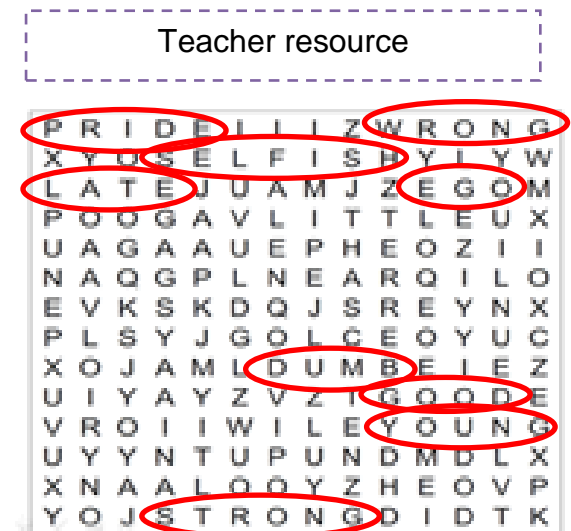 Teacher resource
P R I D E I I I Z W R O N G
X Y O S E L F I S H Y L Y W
L A T E J U A M J Z E G O M
P O O G A V L I T T L E U X
U A G A A U E P H E O Z I I
N A Q G P L N E A R Q I L O
E V K S K D Q J S R E Y N X
P L S Y J G O L C E O Y U C
X O J A M L D U M B E I E Z
U I Y A Y Z V Z T G O O D E
V R O I I W I L E Y O U N G
U Y Y N T U P U N D M D L X
X N A A L O O Y Z H E O V P
Y O J S T R O N G D I D T K